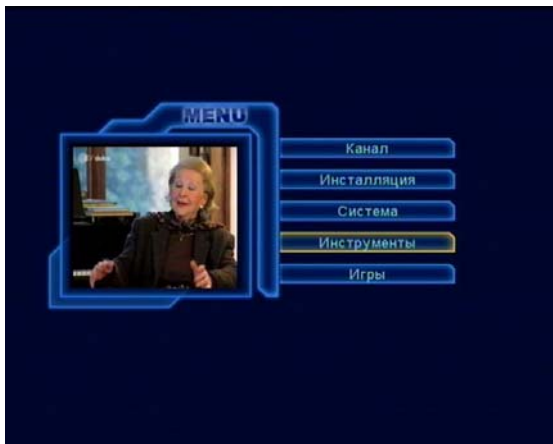 MENU
Канал
Инсталляция
Система
Инструменты
Игры